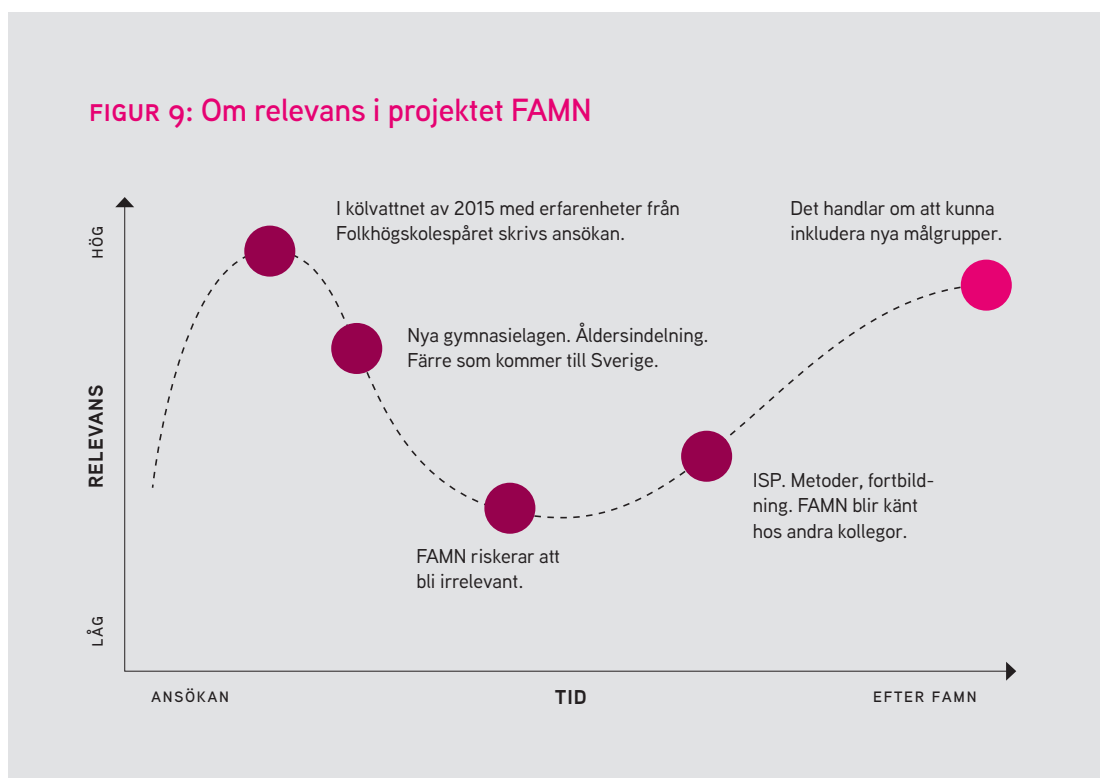 FIGUR 9: Om relevans i projektet FAMN
I kölvattnet av 2015 med erfarenheter från
Folkhögskolespåret skrivs ansökan.
Det handlar om att kunna
inkludera nya målgrupper.
HÖG
Nya gymnasielagen. Åldersindelning.
Färre som kommer till Sverige.
RELEVANS
ISP. Metoder, fortbild-
ning. FAMN blir känt
hos andra kollegor.
FAMN riskerar att
bli irrelevant.
LÅG
ANSÖKAN
TID
EFTER FAMN